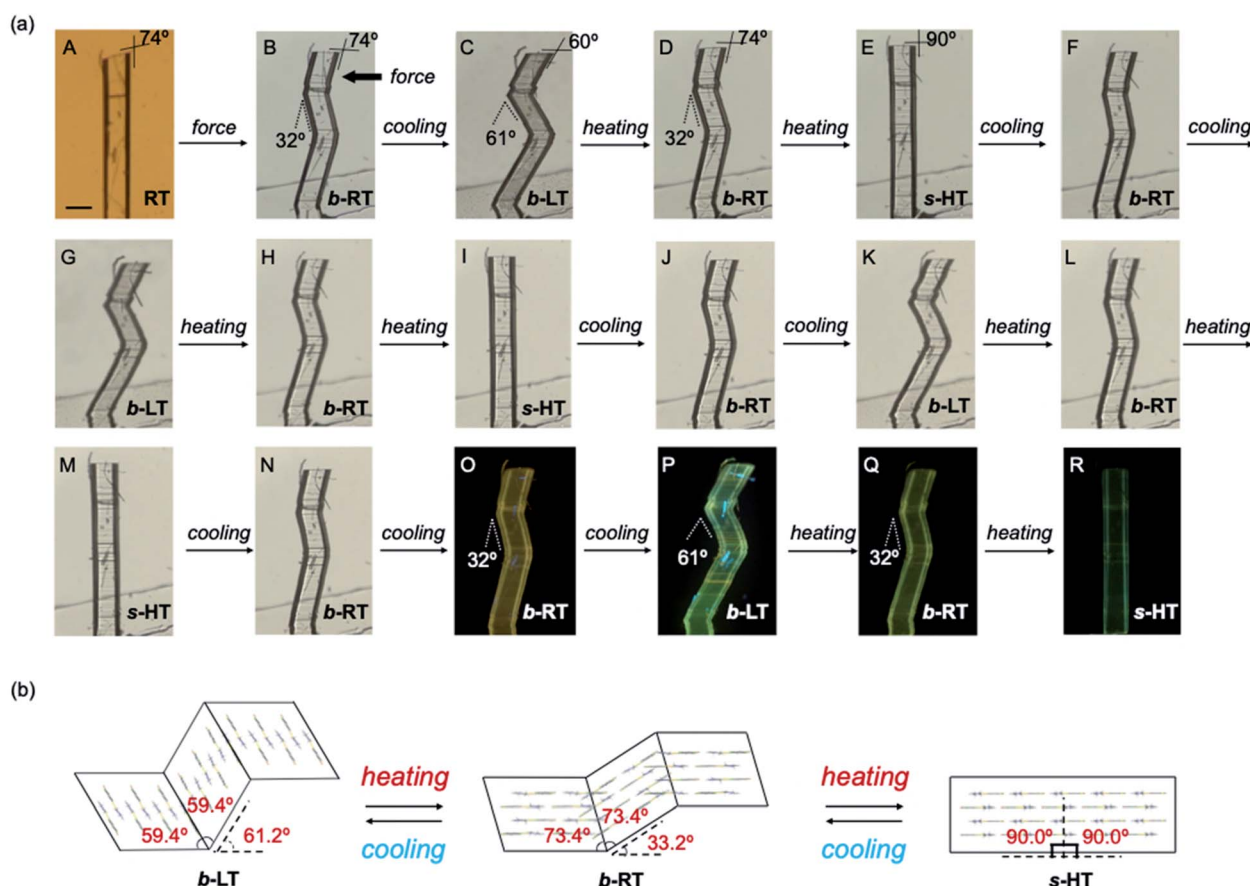 (a)
A
74º
RT
force
B
74º
force
32º
b-RT
cooling
C
60º
61º
b-LT
heating
D
74º
32º
b-RT
heating
E
90º
s-HT
cooling
F
b-RT
cooling
G
b-LT
heating
H
b-RT
heating
I
s-HT
cooling
J
b-RT
cooling
K
b-LT
heating
L
b-RT
heating
M
s-HT
cooling
N
b-RT
cooling
O
32º
b-RT
cooling
P
61º
b-LT
heating
Q
32º
b-RT
heating
R
s-HT
(b)
59.4º
59.4º
61.2º
b-LT
heating
cooling
73.4º
73.4º
33.2º
b-RT
heating
cooling
90.0º 90.0º
s-HT